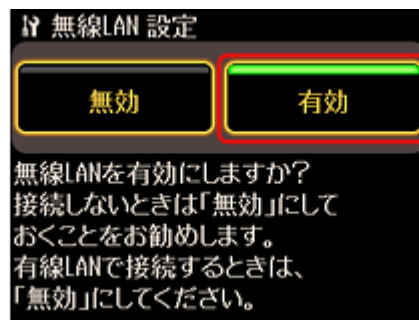 無線LAN 設定
無効 有効
無線LANを有効にしますか?
接続しないときは「無効」にして
おくことをお勧めします。
有線LANで接続するときは、
「無効」にしてください。